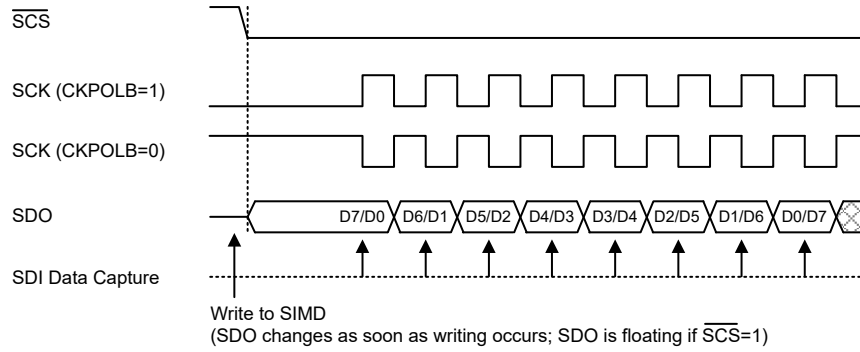 S̅C̅S̅
SCK (CKPOLB=1)
SCK (CKPOLB=0)
SDO D7/D0 D6/D1 D5/D2 D4/D3 D3/D4 D2/D5 D1/D6 D0/D7
SDI Data Capture
Write to SIMD
(SDO changes as soon as writing occurs; SDO is floating if S̅C̅S̅=1)